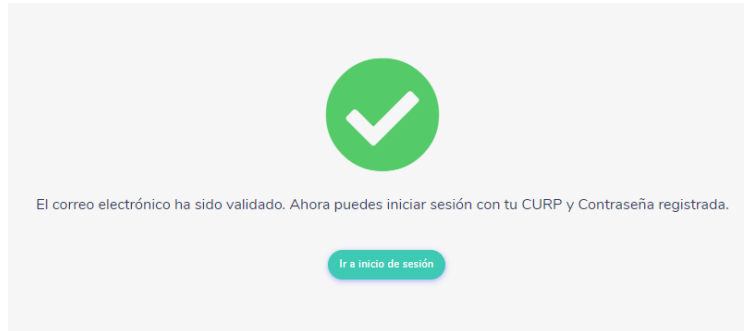 El correo electrónico ha sido validado. Ahora puedes iniciar sesión con tu CURP y Contraseña registrada.
Ir a inicio de sesión